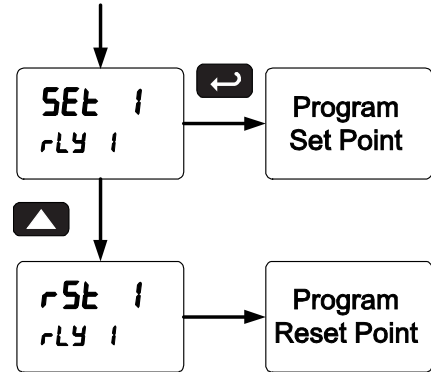 SEt 1
rLY 1
Program
Set Point
rSt 1
rLY 1
Program
Reset Point